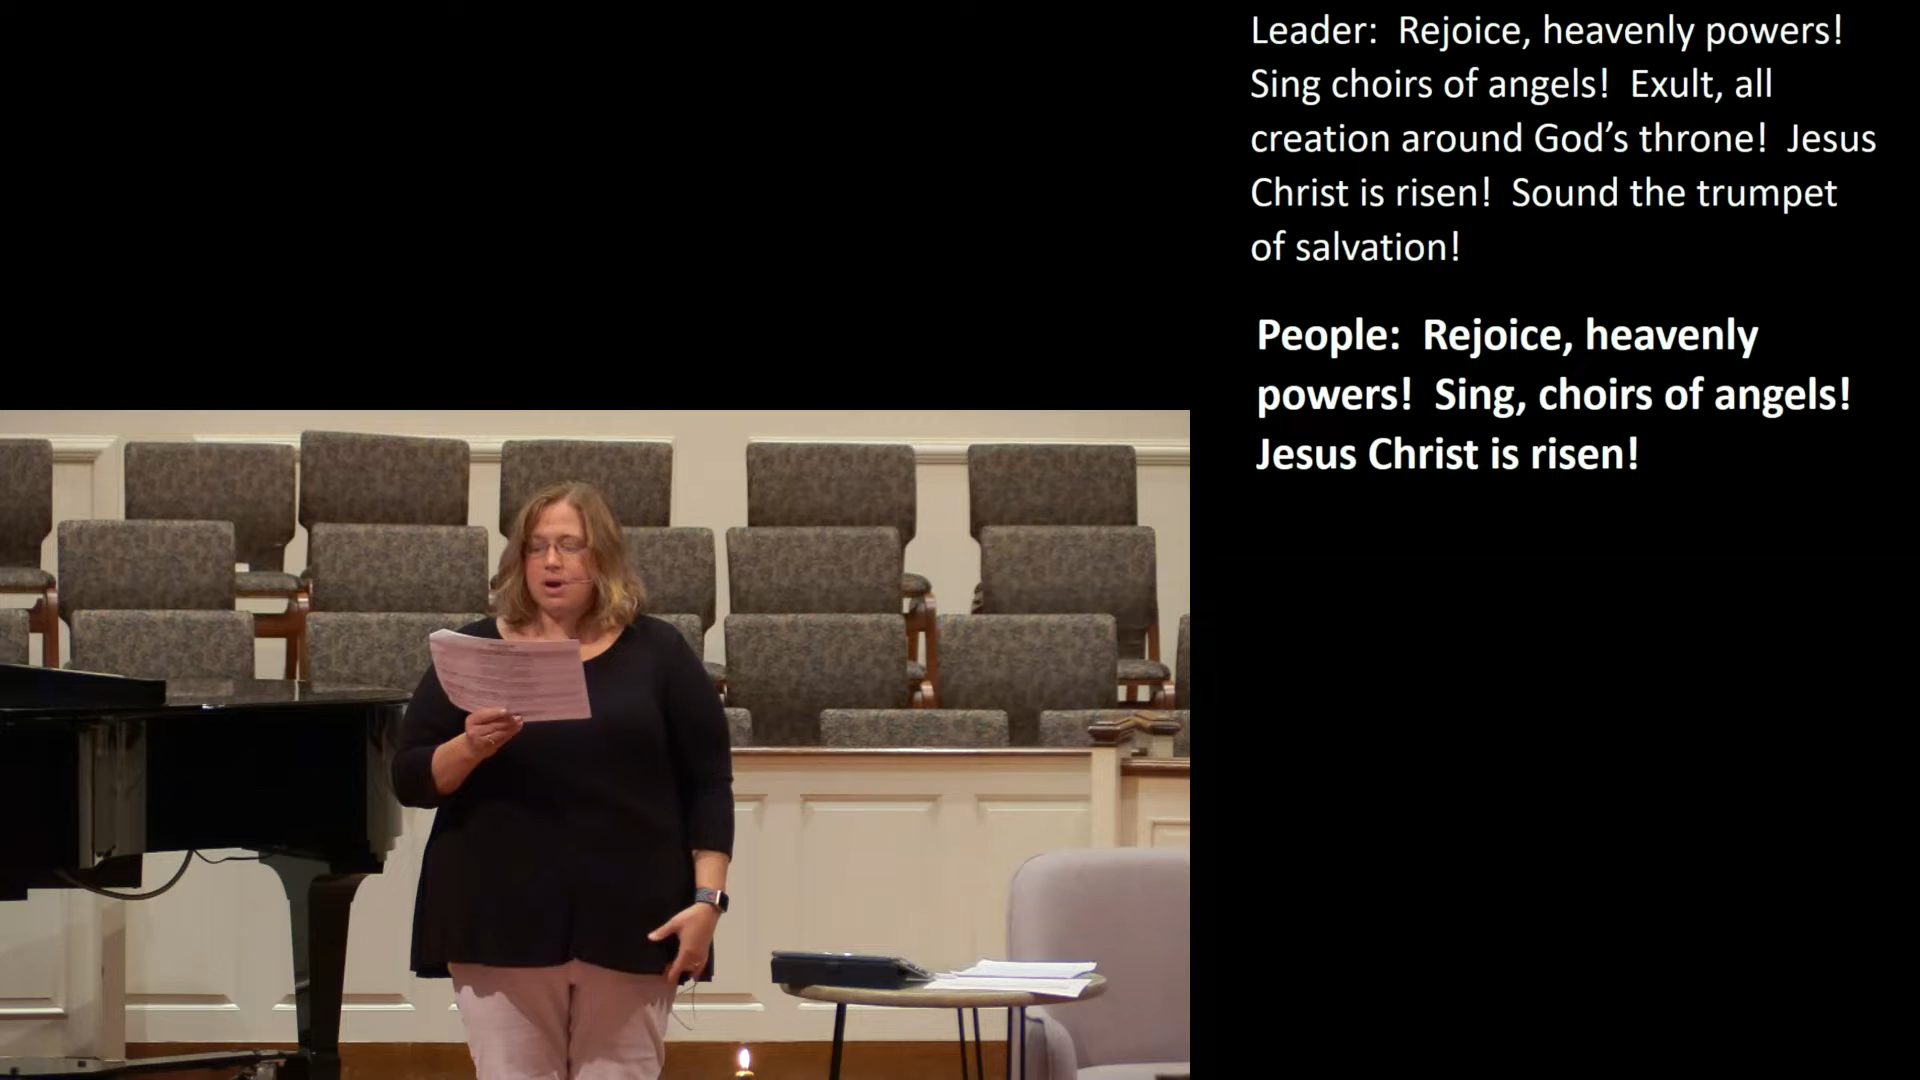 Leader:  Rejoice, heavenly powers!
Sing choirs of angels!  Exult, all
creation around God’s throne!  Jesus
Christ is risen!  Sound the trumpet
of salvation!
People:  Rejoice, heavenly
powers!  Sing, choirs of angels!
Jesus Christ is risen!